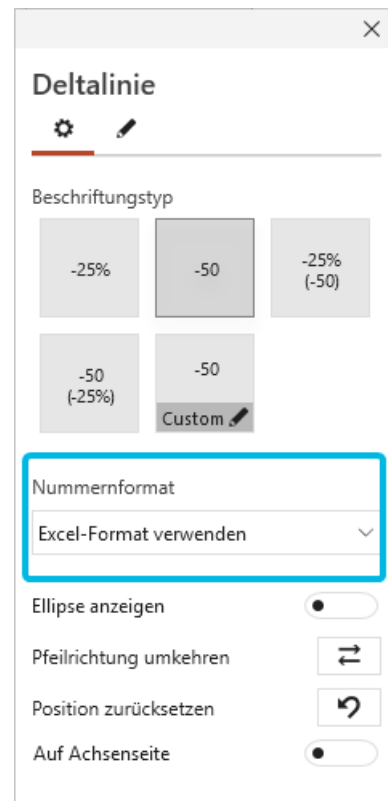 Deltalinie
Beschriftungstyp
-25%
-50
-25%
(-50)
-50
(-25%)
-50
Custom
Nummernformat
Excel-Format verwenden
Ellipse anzeigen
Pfeilrichtung umkehren
Position zurücksetzen
Auf Achsenseite